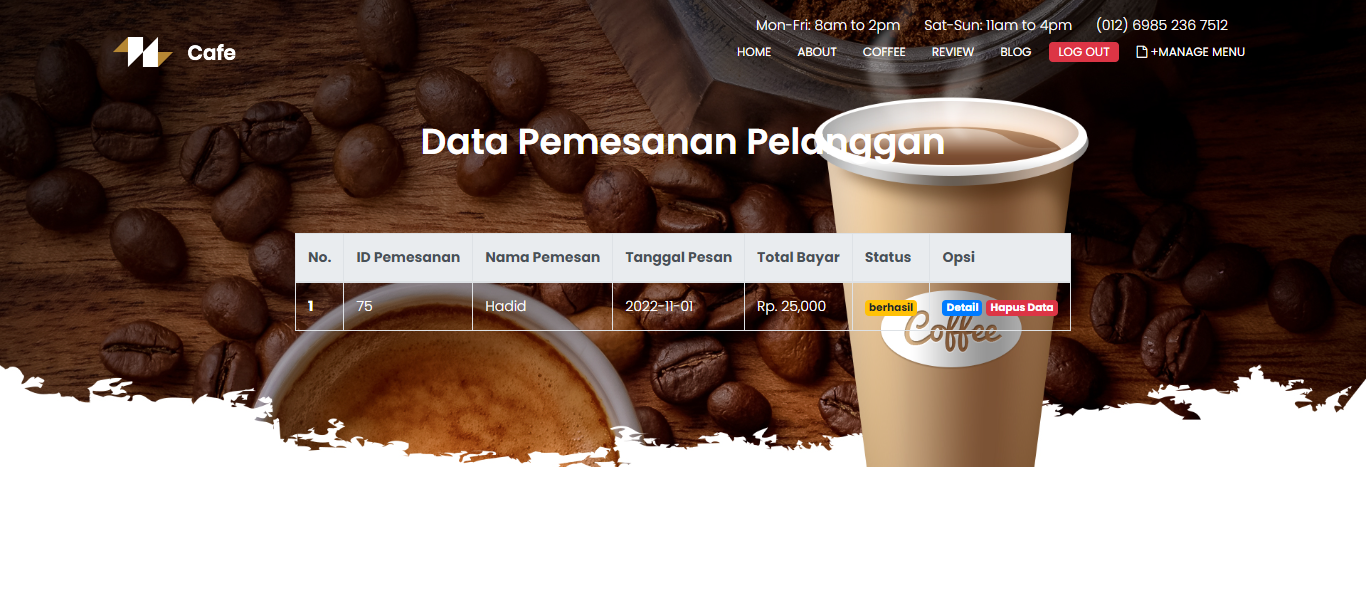 Mon-Fri: 8am to 2pm Sat-Sun: 11am to 4pm (012) 6985 236 7512
Cafe HOME ABOUT COFFEE REVIEW BLOG LOG OUT +MANAGE MENU
Data Pemesanan Pelanggan
No. ID Pemesanan Nama Pemesan Tanggal Pesan Total Bayar Status Opsi
1 75 Hadid 2022-11-01 Rp. 25,000 berhasil Detail Hapus Data
Coffee